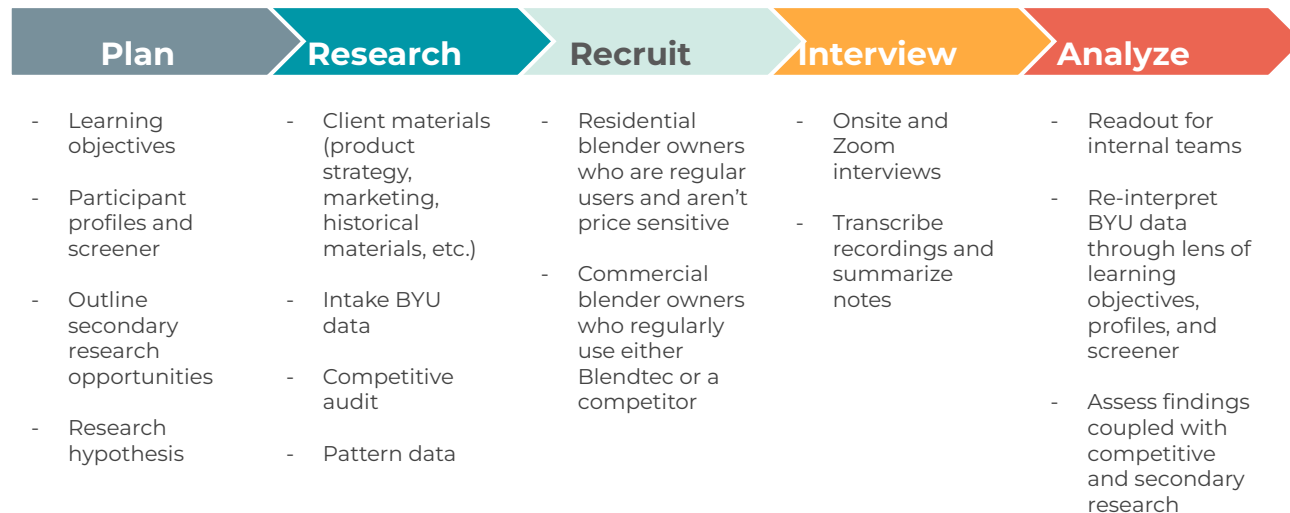 Plan
Research
Recruit
Interview
Analyze
- Learning
objectives
- Participant
profiles and
screener
- Outline
secondary
research
opportunities
- Research
hypothesis
- Client materials
(product
strategy,
marketing,
historical
materials, etc.)
- Intake BYU
data
- Competitive
audit
- Pattern data
- Residential
blender owners
who are regular
users and aren’t
price sensitive
- Commercial
blender owners
who regularly
use either
Blendtec or a
competitor
- Onsite and
Zoom
interviews
- Transcribe
recordings and
summarize
notes
- Readout for
internal teams
- Re-interpret
BYU data
through lens of
learning
objectives,
profiles, and
screener
- Assess findings
coupled with
competitive
and secondary
research